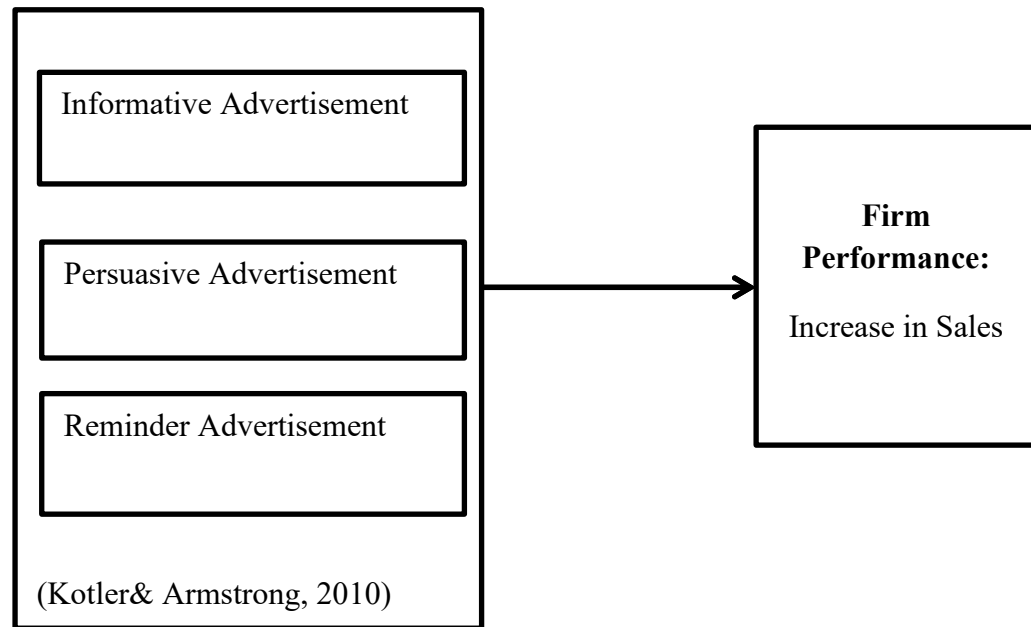 Informative Advertisement
Persuasive Advertisement
Reminder Advertisement
(Kotler& Armstrong, 2010)
Firm
Performance:
Increase in Sales